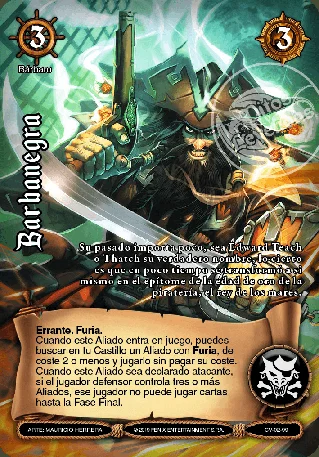 3
3
Bárbaro
Barbanegra
Su pasado importa poco, sea Edward Teach
o Thatch su verdadero nombre, lo cierto
es que en poco tiempo se transformó a sí
mismo en el epítome de la edad de oro de la
piratería, el rey de los mares.
Errante. Furia.
Cuando este Aliado entra en juego, puedes
buscar en tu Castillo un Aliado con Furia, de
coste 2 o menos y jugarlo sin pagar su coste.
Cuando este Aliado sea declarado atacante,
si el jugador defensor controla tres o más
Aliados, ese jugador no puede jugar cartas
hasta la Fase Final.
ARTE: MAURICIO HERRERA